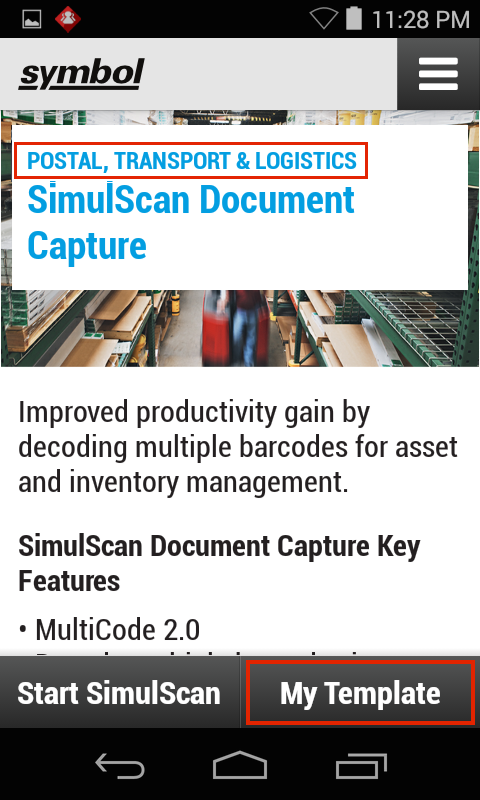 11:28 PM
symbol
POSTAL, TRANSPORT & LOGISTICS
SimulScan Document
Capture
Improved productivity gain by
decoding multiple barcodes for asset
and inventory management.
SimulScan Document Capture Key
Features
• MultiCode 2.0
Start SimulScan
My Template